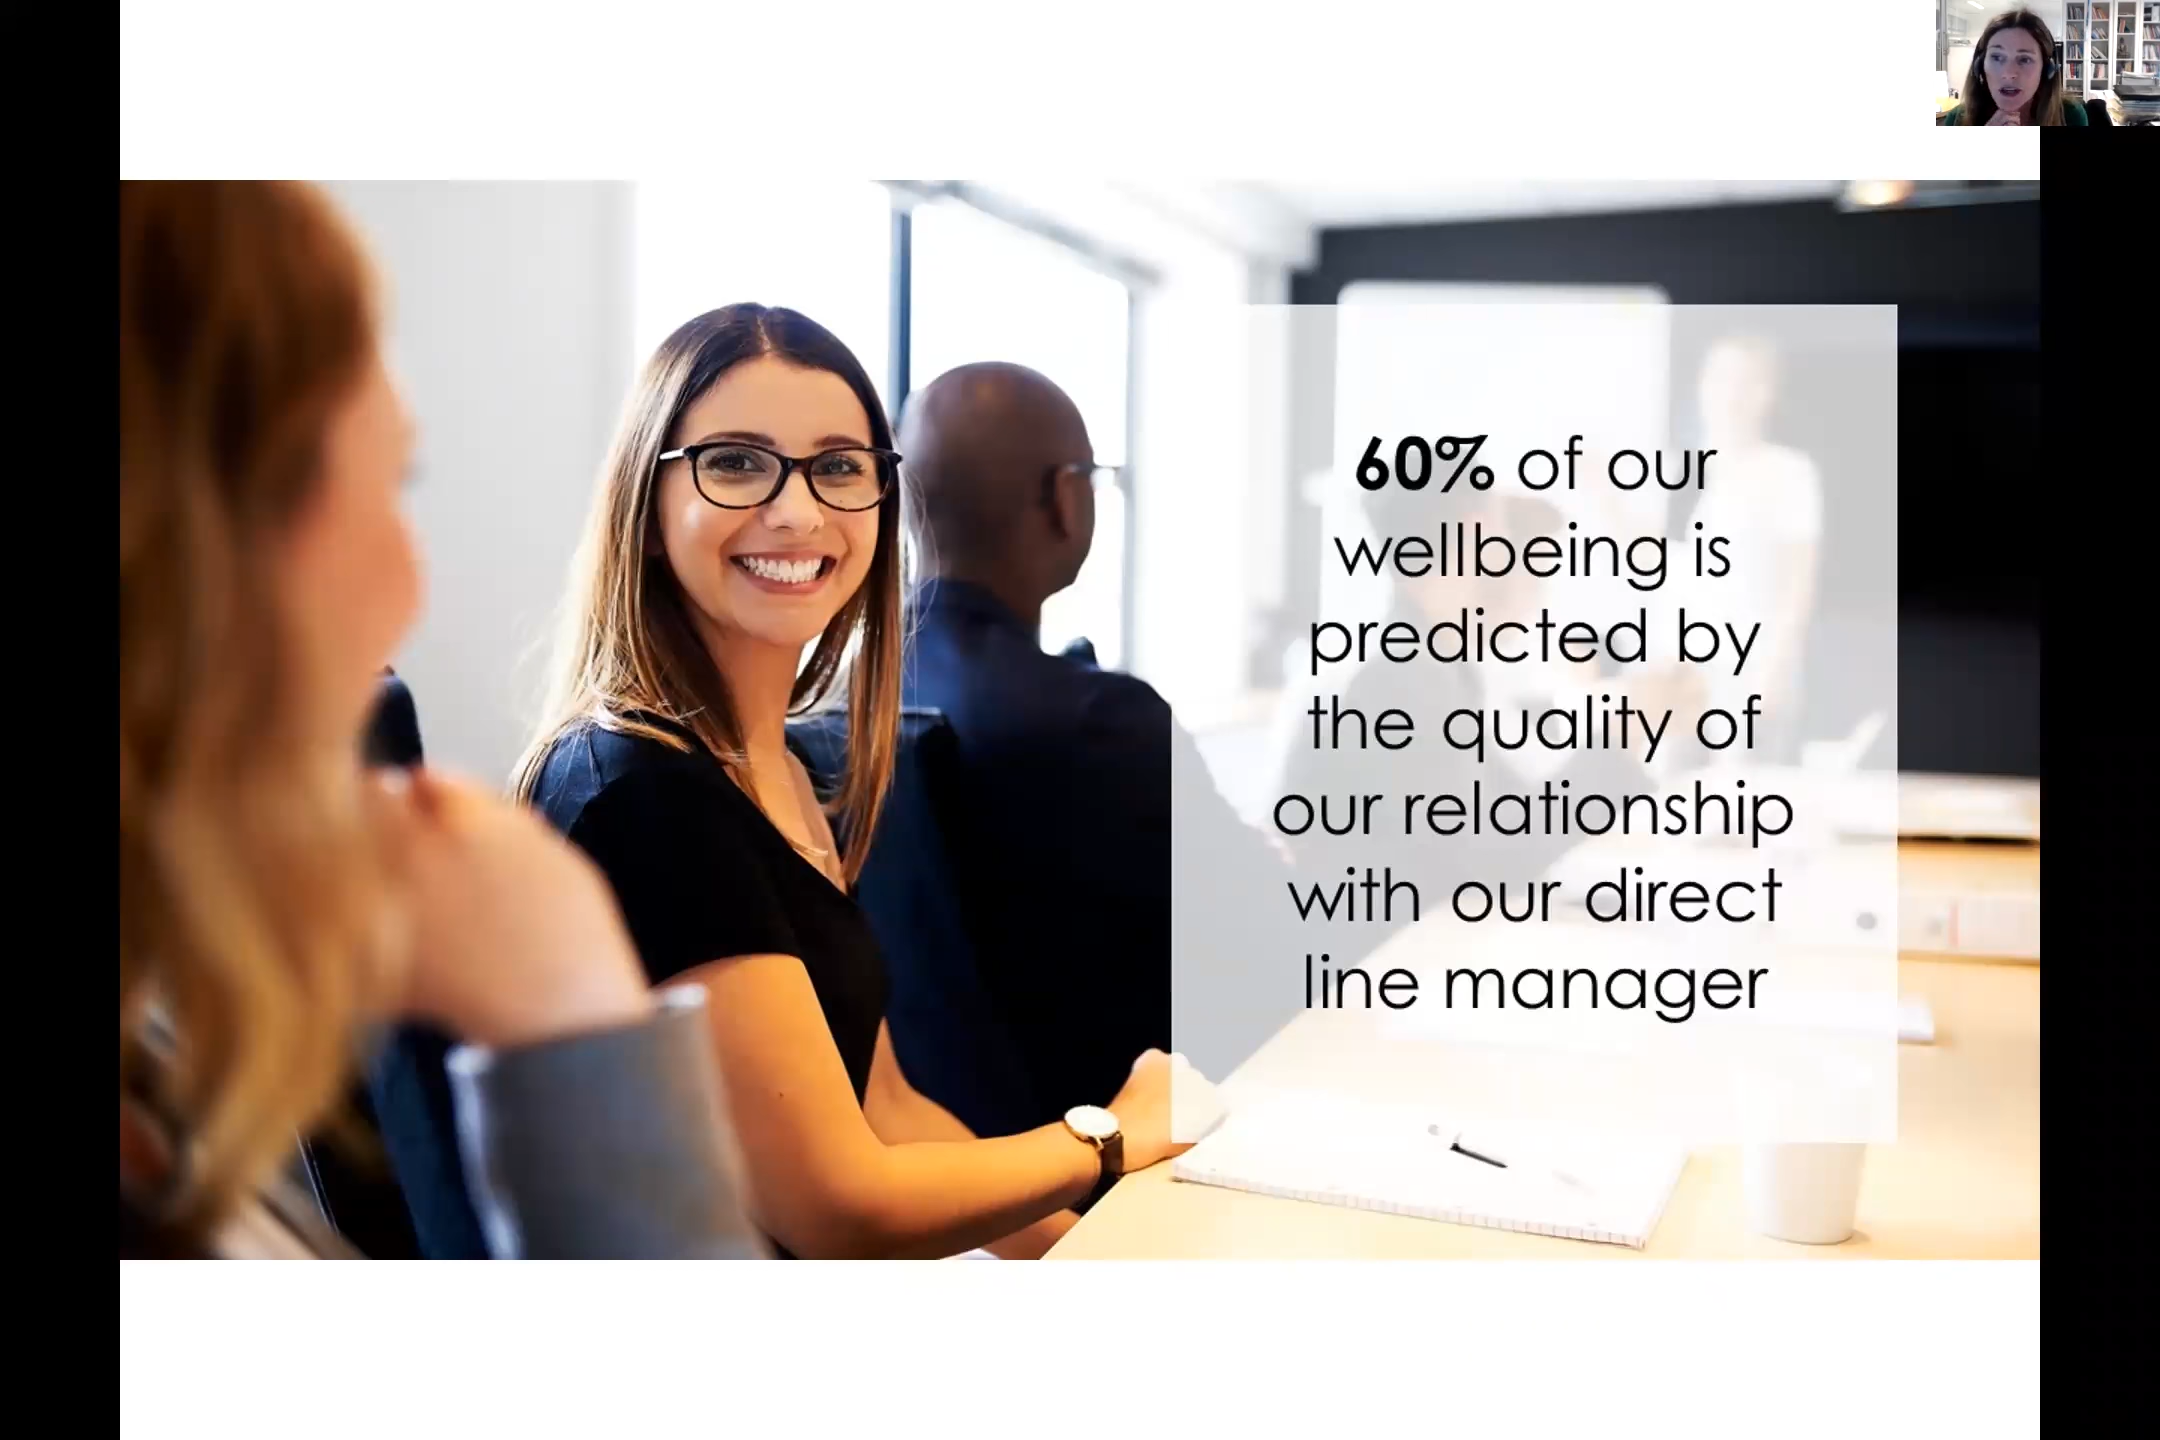 60% of our
wellbeing is
predicted by
the quality of
our relationship
with our direct
line manager